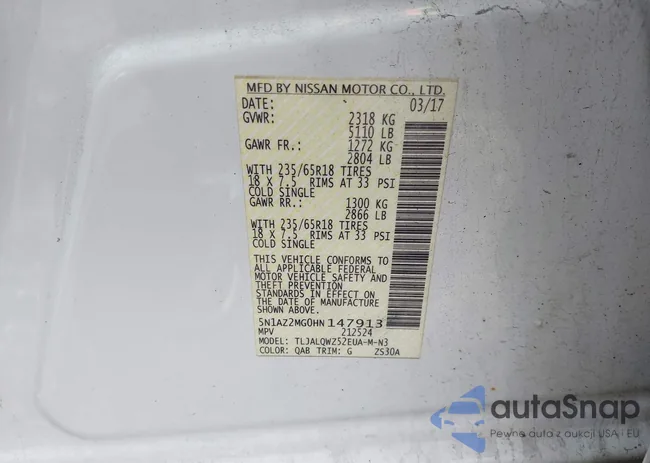 MFD BY NISSAN MOTOR CO., LTD.
DATE: 03/17
GVWR: 2318 KG
5110 LB
GAWR FR.: 1272 KG
2804 LB
WITH 235/65R18 TIRES
18 X 7.5 RIMS AT 33 PSI
COLD SINGLE
GAWR RR.: 1300 KG
2866 LB
WITH 235/65R18 TIRES
18 X 7.5 RIMS AT 33 PSI
COLD SINGLE
THIS VEHICLE CONFORMS TO
ALL APPLICABLE FEDERAL
MOTOR VEHICLE SAFETY AND
THEFT PREVENTION
STANDARDS IN EFFECT ON
THE DATE OF MANUFACTURE
SHOWN ABOVE.
5N1AZ2MG0HN147913
MPV 212524
MODEL: TLJALQWZ52EUA-M-N3
COLOR: QAB TRIM: G ZS30A
autaSnap
Pewne auta z aukcji USA i EU